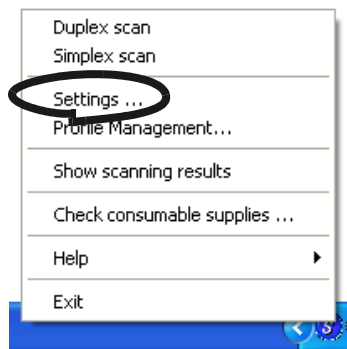 Duplex scan
Simplex scan
Settings ...
Profile Management...
Show scanning results
Check consumable supplies ...
Help
Exit
S